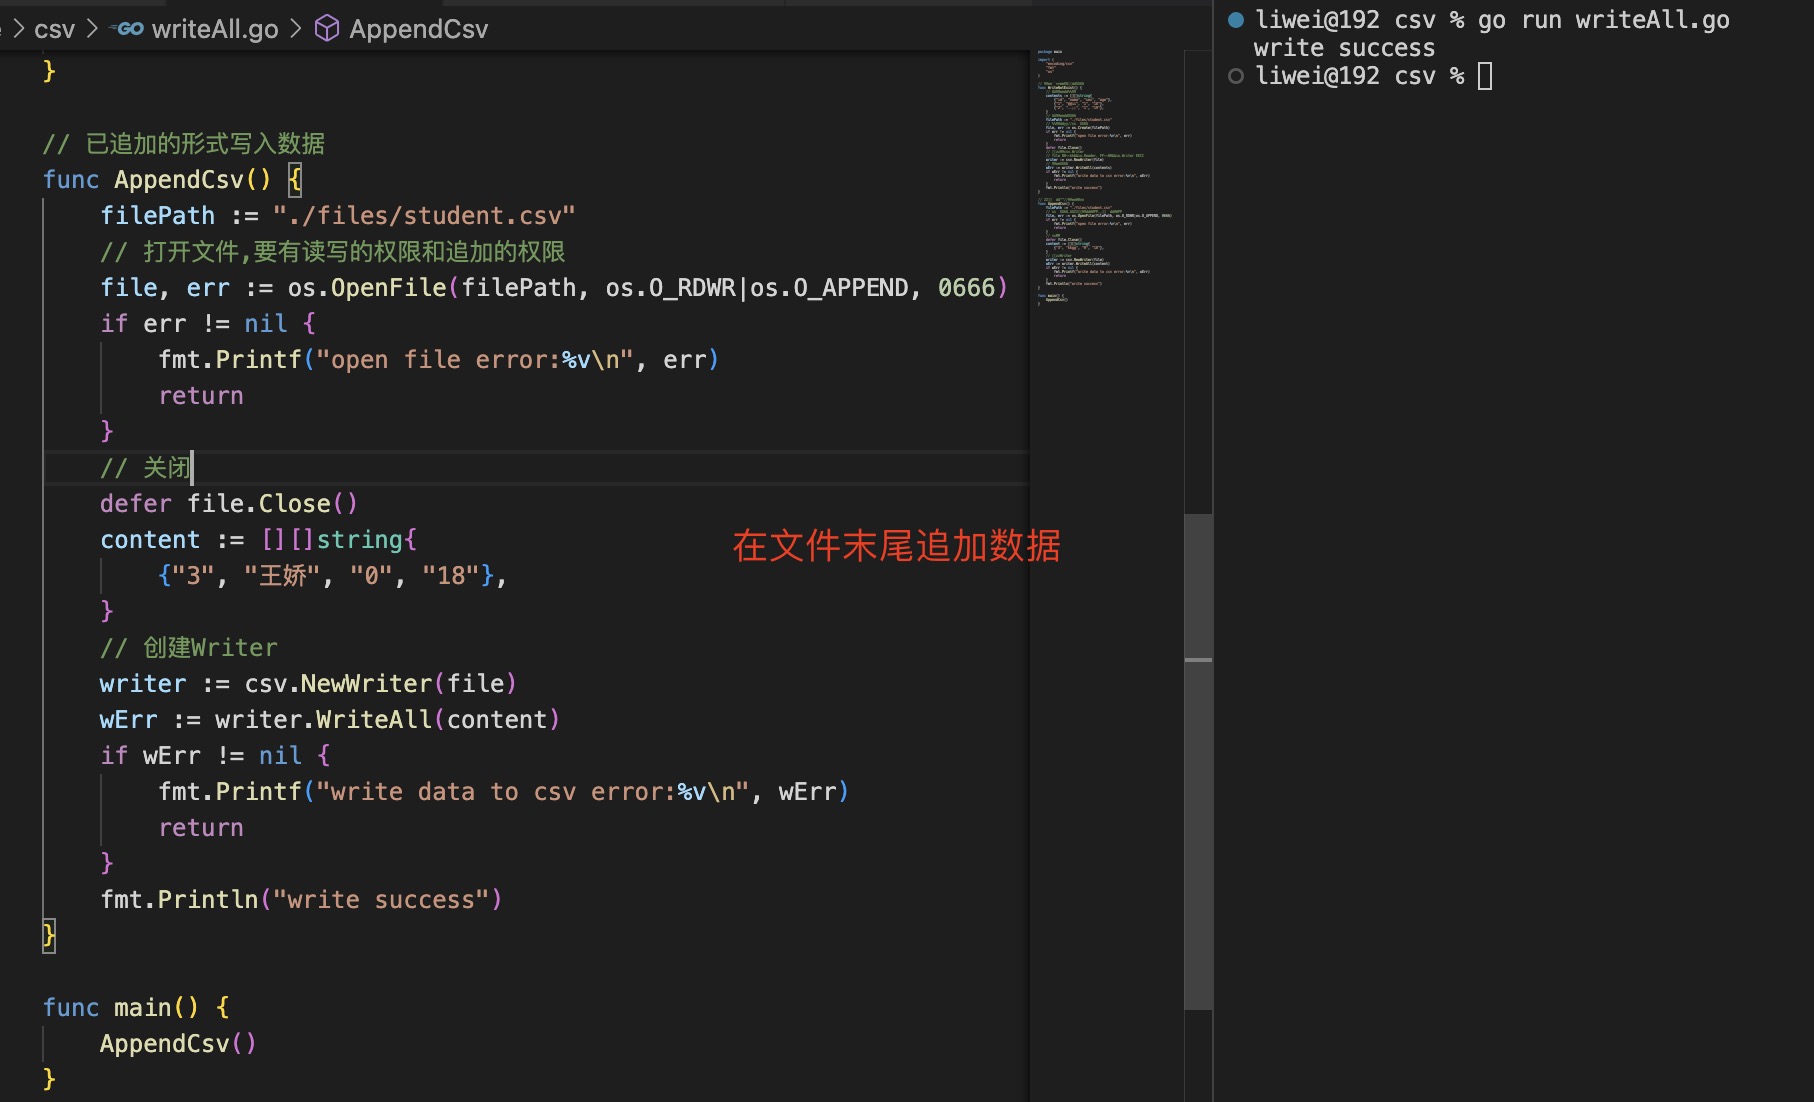 csv > GO writeAll.go > AppendCsv
}
// 已追加的形式写入数据
func AppendCsv() {
filePath := "./files/student.csv"
// 打开文件,要有读写的权限和追加的权限
file, err := os.OpenFile(filePath, os.O_RDWR|os.O_APPEND, 0666)
if err != nil {
fmt.Printf("open file error:%v\n", err)
return
}
// 关闭
defer file.Close()
content := [][]string{
{"3", "王娇", "0", "18"},
}
// 创建Writer
writer := csv.NewWriter(file)
wErr := writer.WriteAll(content)
if wErr != nil {
fmt.Printf("write data to csv error:%v\n", wErr)
return
}
fmt.Println("write success")
}
func main() {
AppendCsv()
}
在文件末尾追加数据
liwei@192 csv % go run writeAll.go
write success
liwei@192 csv %